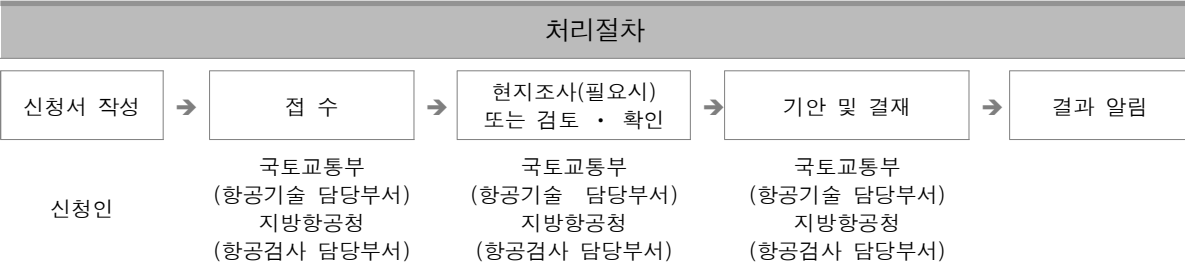 처리절차
신청서 작성 ➔ 접 수 ➔ 현지조사(필요시) 또는 검토 ・ 확인 ➔ 기안 및 결재 ➔ 결과 알림
신청인
국토교통부
(항공기술 담당부서)
지방항공청
(항공검사 담당부서)
국토교통부
(항공기술 담당부서)
지방항공청
(항공검사 담당부서)
국토교통부
(항공기술 담당부서)
지방항공청
(항공검사 담당부서)